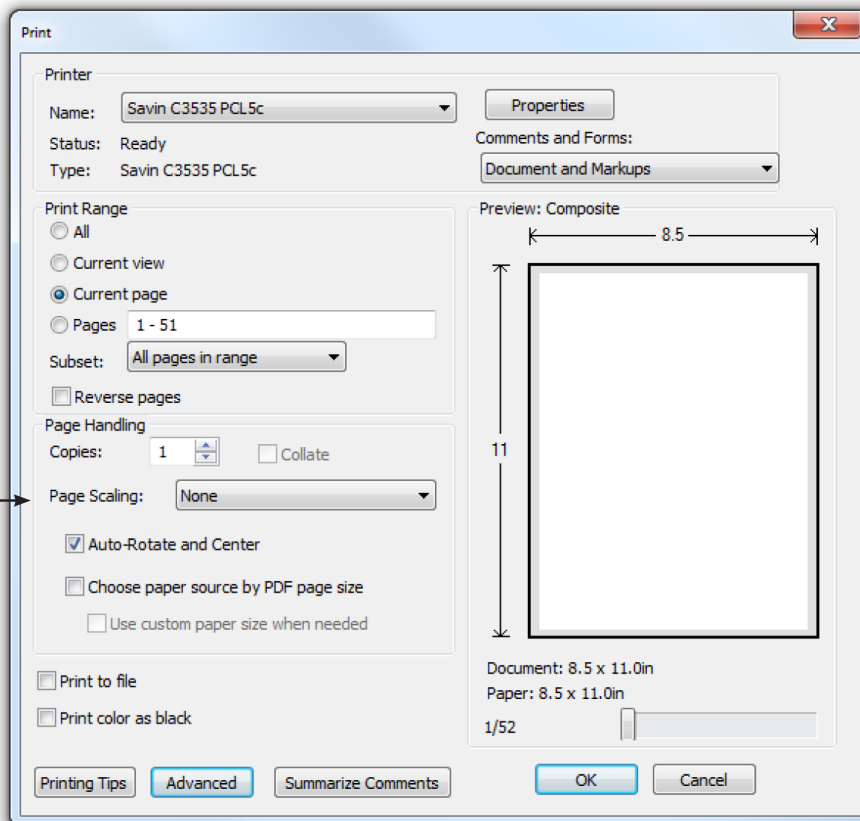 Print
Printer
Name: Savin C3535 PCL5c Properties
Status: Ready Comments and Forms:
Type: Savin C3535 PCL5c Document and Markups
Print Range
All
Current view
Current page
Pages 1 - 51
Subset: All pages in range
Reverse pages
Page Handling
Copies: 1 Collate
Page Scaling: None
Auto-Rotate and Center
Choose paper source by PDF page size
Use custom paper size when needed
Print to file
Print color as black
Preview: Composite
8.5
11
Document: 8.5 x 11.0in
Paper: 8.5 x 11.0in
1/52
Printing Tips Advanced Summarize Comments OK Cancel